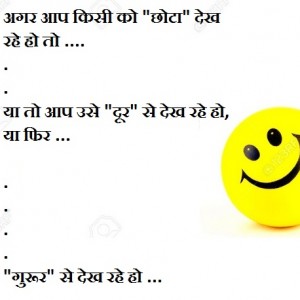 अगर आप किसी को "छोटा" देख
रहे हो तो ....
.
.
या तो आप उसे "दूर" से देख रहे हो,
या फिर ...
.
.
.
.
"गुरूर" से देख रहे हो ...